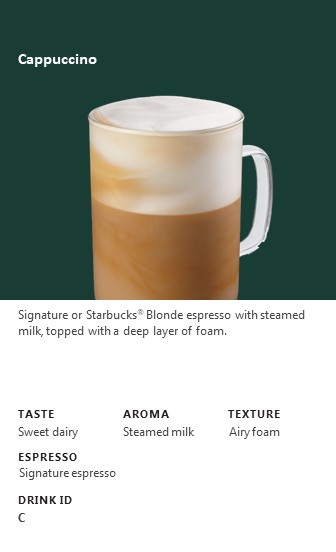 Cappuccino
Signature or Starbucks® Blonde espresso with steamed
milk, topped with a deep layer of foam.
TASTE AROMA TEXTURE
Sweet dairy Steamed milk Airy foam
ESPRESSO
Signature espresso
DRINK ID
C